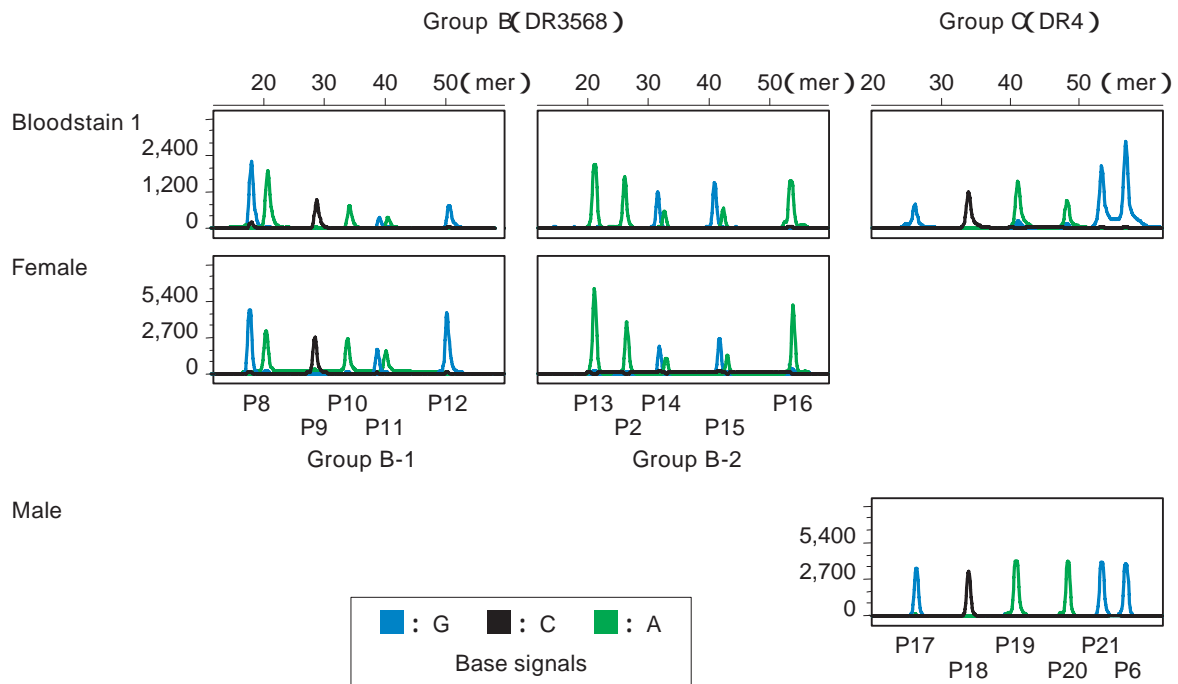 Group B(DR3568) Group C(DR4)
20 30 40 50(mer) 20 30 40 50(mer) 20 30 40 50(mer)
Bloodstain 1
2,400
1,200
0
Female
5,400
2,700
0
P8 P10 P12 P13 P14 P16
P9 P11 P2 P15
Group B-1 Group B-2
Male
5,400
2,700
0
P17 P19 P21
P18 P20 P6
: G : C : A
Base signals